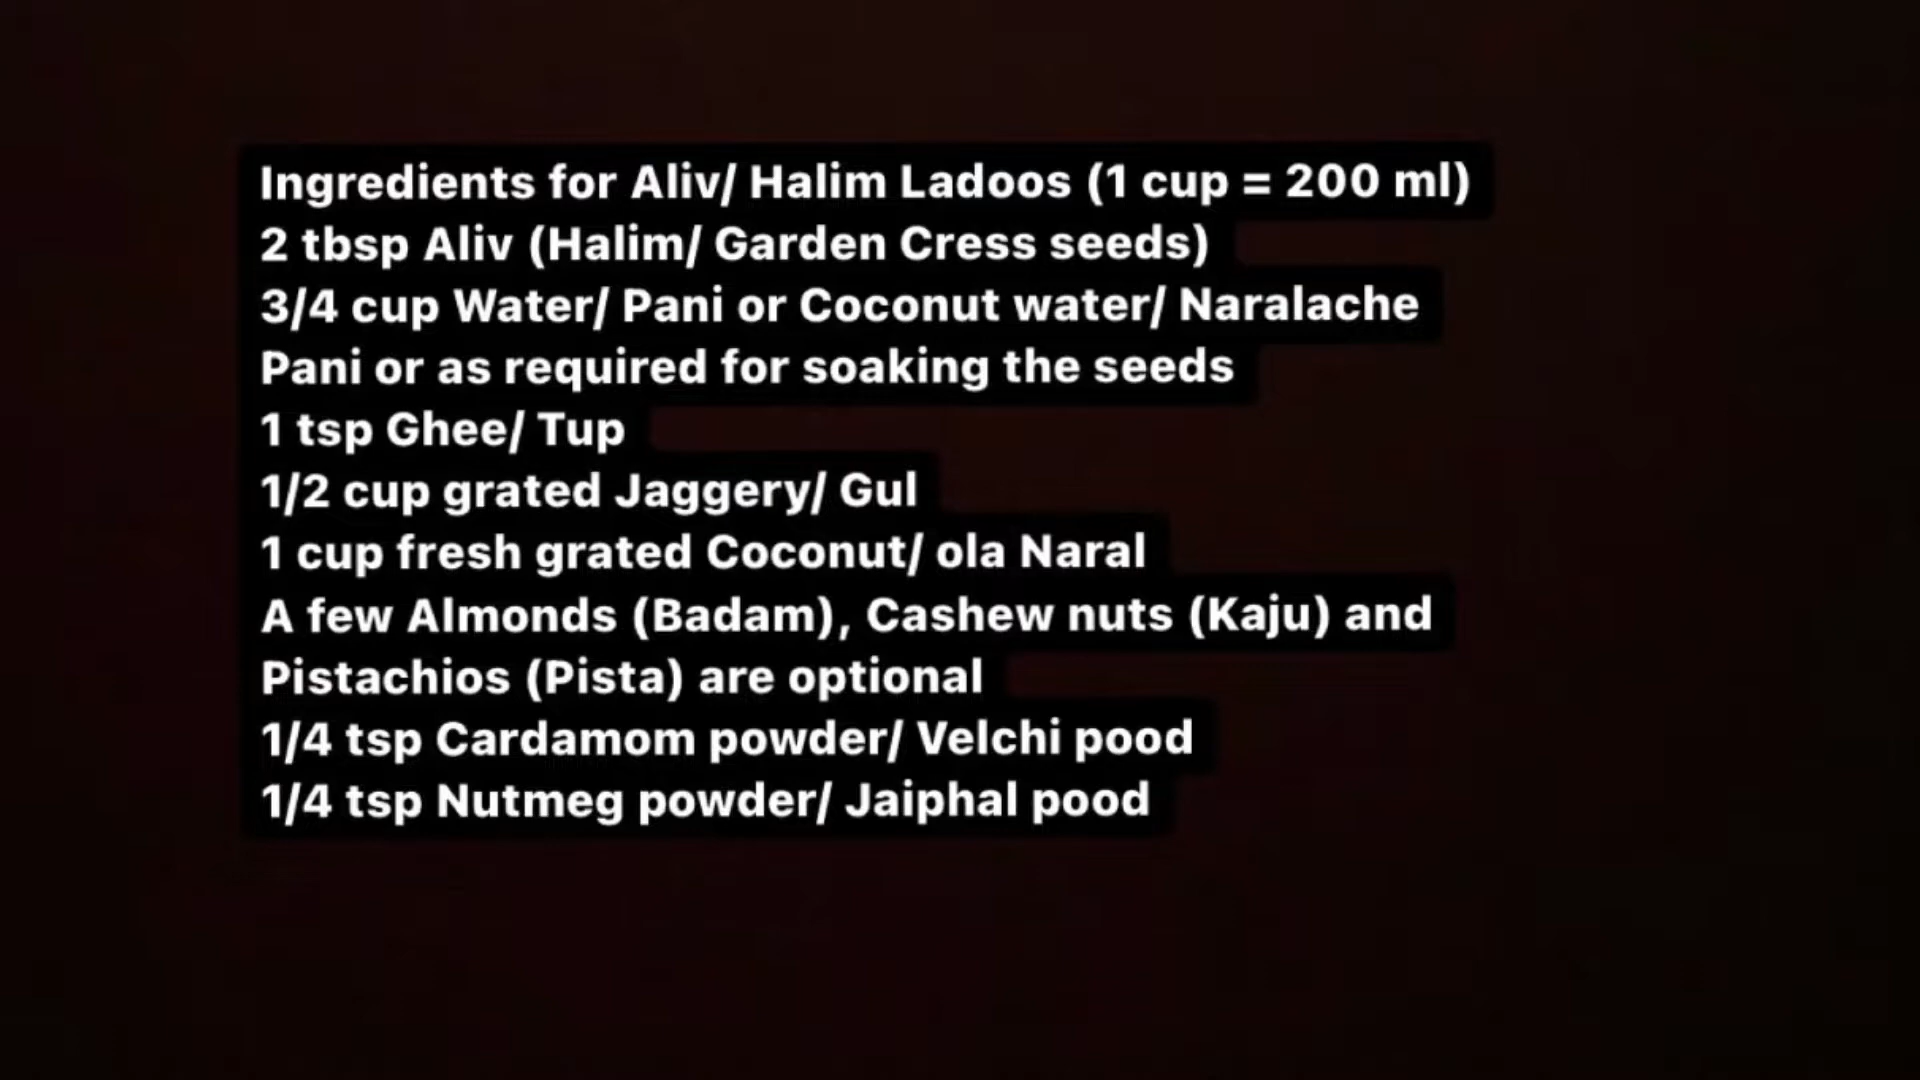 Ingredients for Aliv/ Halim Ladoos (1 cup = 200 ml)
2 tbsp Aliv (Halim/ Garden Cress seeds)
3/4 cup Water/ Pani or Coconut water/ Naralache
Pani or as required for soaking the seeds
1 tsp Ghee/ Tup
1/2 cup grated Jaggery/ Gul
1 cup fresh grated Coconut/ ola Naral
A few Almonds (Badam), Cashew nuts (Kaju) and
Pistachios (Pista) are optional
1/4 tsp Cardamom powder/ Velchi pood
1/4 tsp Nutmeg powder/ Jaiphal pood